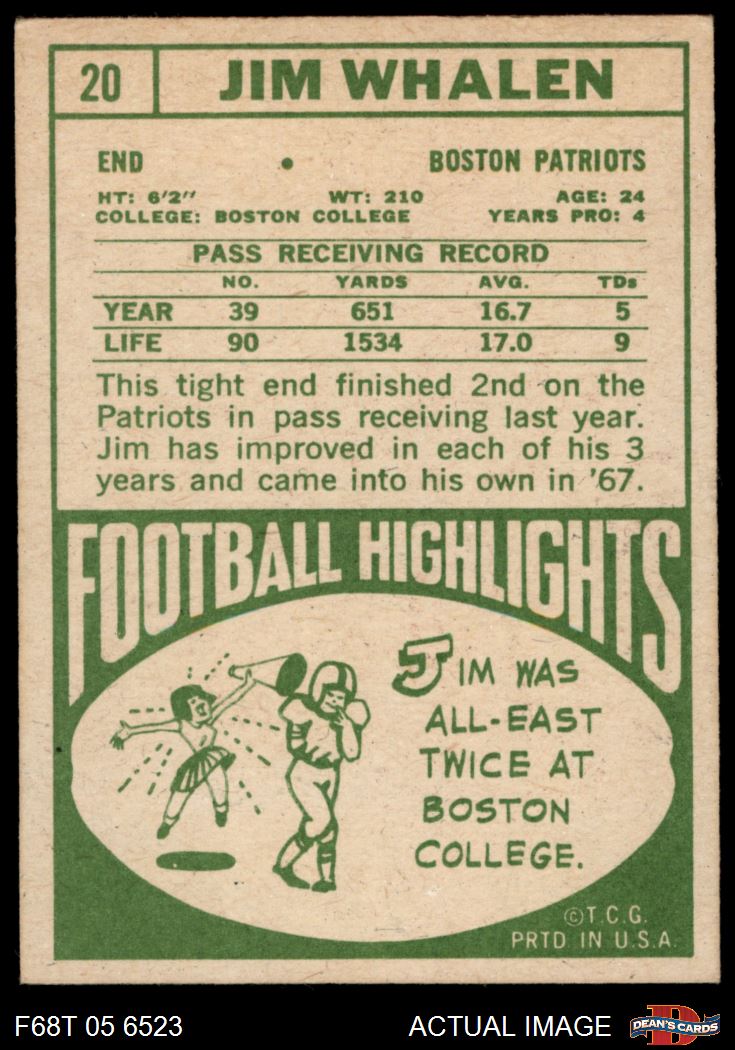 20 JIM WHALEN
END • BOSTON PATRIOTS
HT: 6'2" WT: 210 AGE: 24
COLLEGE: BOSTON COLLEGE YEARS PRO: 4
PASS RECEIVING RECORD
NO. YARDS AVG. TDs
YEAR 39 651 16.7 5
LIFE 90 1534 17.0 9
This tight end finished 2nd on the
Patriots in pass receiving last year.
Jim has improved in each of his 3
years and came into his own in '67.
FOOTBALL HIGHLIGHTS
JIM WAS
ALL-EAST
TWICE AT
BOSTON
COLLEGE.
©T.C.G.
PRTD. IN U.S.A.
F68T 05 6523 ACTUAL IMAGE DEAN'S CARDS